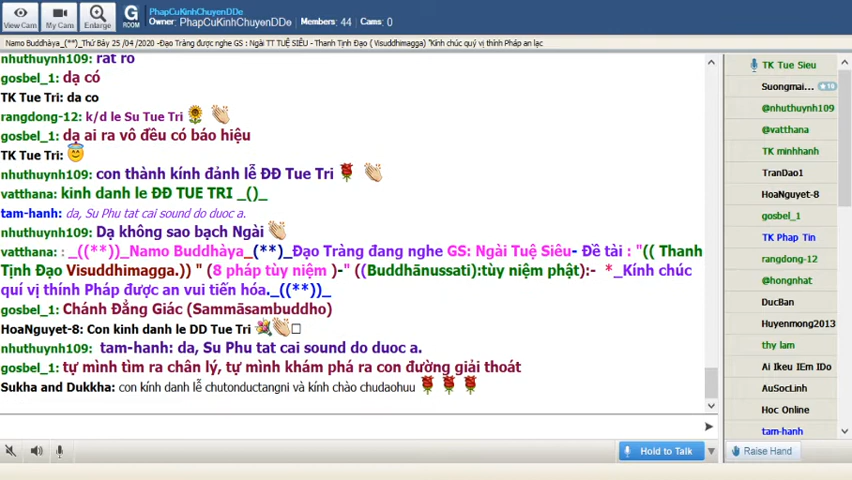 View Cam
My Cam
Enlarge
G
ROOM
PhapCuKinhChuyenDDe
Owner: PhapCuKinhChuyenDDe Members: 44 Cams: 0
Namo Buddhàya_(**)_Thứ Bảy 25 /04 /2020 -Đạo Tràng được nghe GS : Ngài TT TUỆ SIÊU - Thanh Tịnh Đạo ( Visuddhimagga) "Kính chúc quý vị thính Pháp an lạc
nhuthuynh109: rat ro
gosbel_1: dạ có
TK Tue Tri: da co
rangdong-12: k/d le Su Tue Tri
gosbel_1: dạ ai ra vô đều có báo hiệu
TK Tue Tri:
nhuthuynh109: con thành kính đảnh lễ ĐĐ Tue Tri
vatthana: kinh danh le ĐĐ TUE TRI _()_
tam-hanh: da, Su Phu tat cai sound do duoc a.
nhuthuynh109: Dạ không sao bạch Ngài
vatthana: : _((**))_Namo Buddhàya_(**)_Đạo Tràng đang nghe GS: Ngài Tuệ Siêu- Đề tài : "(( Thanh
Tịnh Đạo Visuddhimagga.)) " (8 pháp tùy niệm )-" ((Buddhānussati):tùy niệm phật):- *_Kính chúc
quí vị thính Pháp được an vui tiến hóa._((**))_
gosbel_1: Chánh Đẳng Giác (Sammāsambuddho)
HoaNguyet-8: Con kinh danh le DD Tue Tri
nhuthuynh109: tam-hanh: da, Su Phu tat cai sound do duoc a.
gosbel_1: tự mình tìm ra chân lý, tự mình khám phá ra con đường giải thoát
Sukha and Dukkha: con kính danh lễ chutonductangni và kính chào chudaohuu
Hold to Talk
TK Tue Sieu
Suongmai... 10
@nhuthuynh109
@vatthana
TK minhhanh
TranDao1
HoaNguyet-8
gosbel_1
TK Phap Tin
rangdong-12
@hongnhat
DucBan
Huyenmong2013
thy lam
Ai Ikeu IEm IDo
AuSocLinh
Hoc Online
tam-hanh
Raise Hand